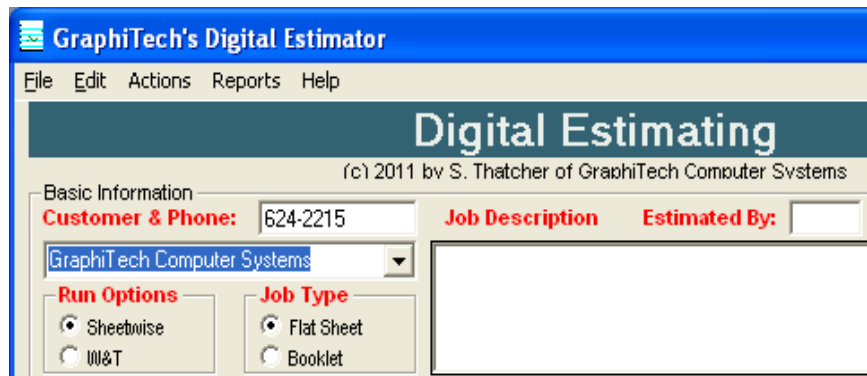 GraphiTech's Digital Estimator
File Edit Actions Reports Help
Digital Estimating
(c) 2011 by S. Thatcher of GraphiTech Computer Systems
Basic Information
Customer & Phone: 624-2215 Job Description Estimated By:
GraphiTech Computer Systems
Run Options Job Type
Sheetwise Flat Sheet
W&T Booklet